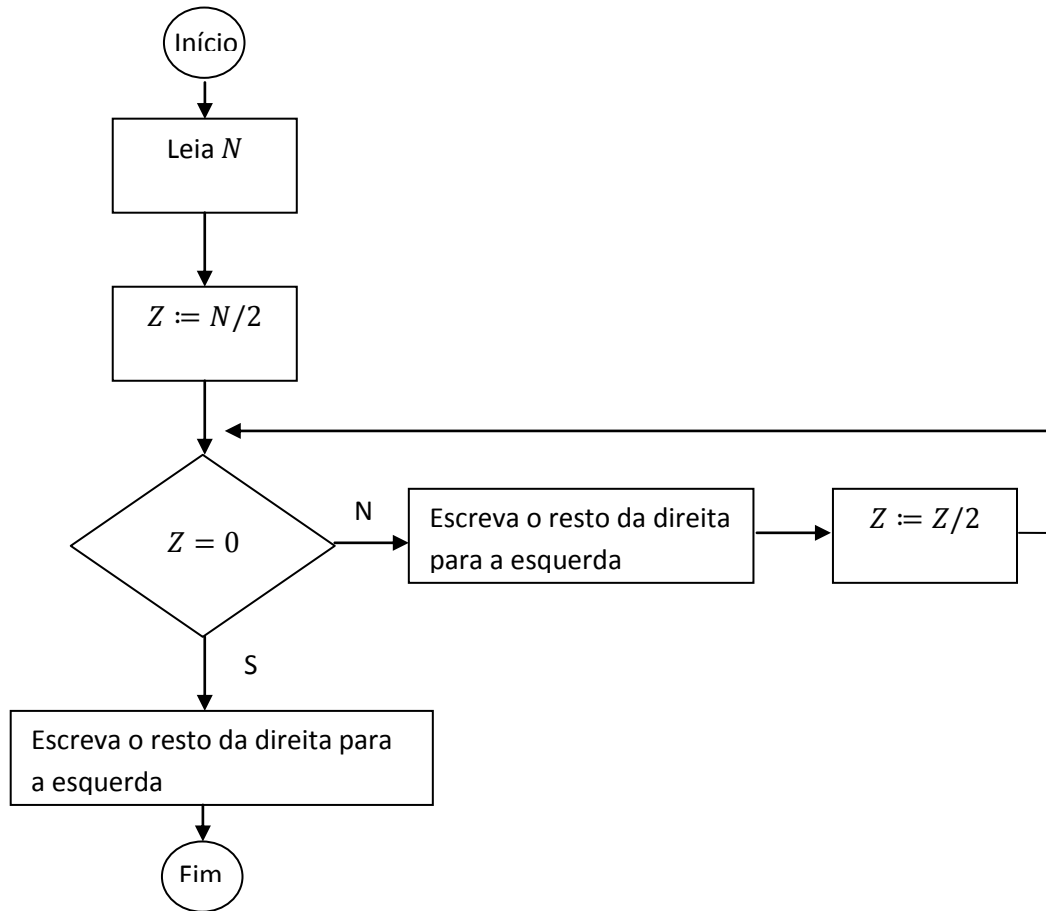 Início
Leia N
Z := N/2
Z = 0
N
Escreva o resto da direita
para a esquerda
Z := Z/2
S
Escreva o resto da direita para
a esquerda
Fim